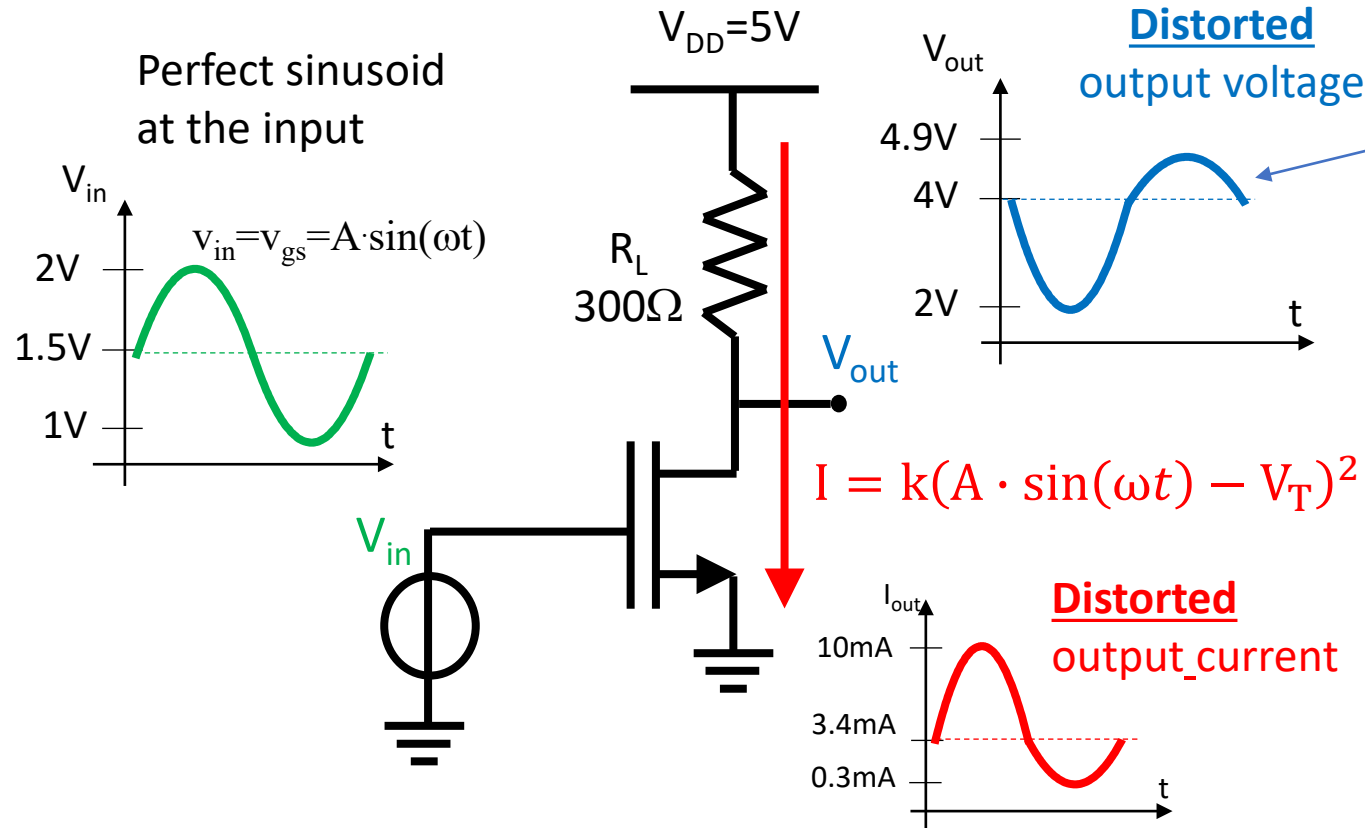 Perfect sinusoid
at the input
V_in
v_in=v_gs=A·sin(ωt)
2V
1.5V
1V
t
V_DD=5V
R_L
300Ω
V_out
V_in
Distorted
output voltage
V_out
4.9V
4V
2V
t
I = k(A · sin(ωt) − V_T)²
Distorted
output_current
I_out
10mA
3.4mA
0.3mA
t